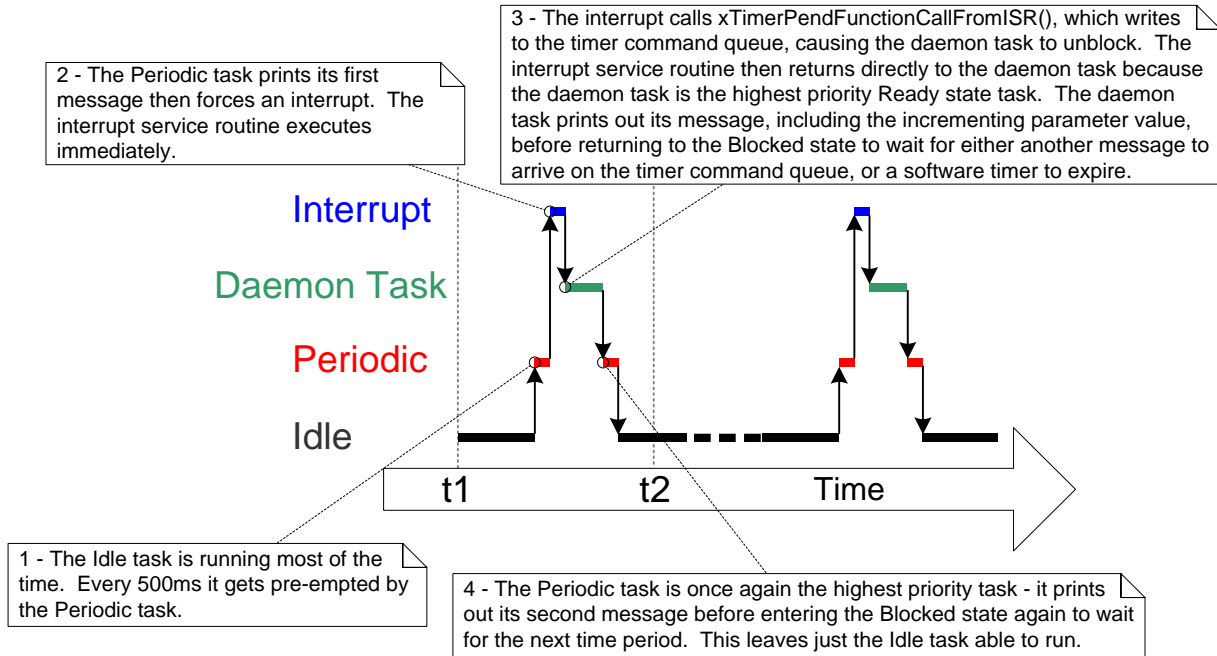 3 - The interrupt calls xTimerPendFunctionCallFromISR(), which writes
to the timer command queue, causing the daemon task to unblock.  The
interrupt service routine then returns directly to the daemon task because
the daemon task is the highest priority Ready state task.  The daemon
task prints out its message, including the incrementing parameter value,
before returning to the Blocked state to wait for either another message to
arrive on the timer command queue, or a software timer to expire.
2 - The Periodic task prints its first
message then forces an interrupt.  The
interrupt service routine executes
immediately.
Interrupt
Daemon Task
Periodic
Idle
t1
t2
Time
1 - The Idle task is running most of the
time.  Every 500ms it gets pre-empted by
the Periodic task.
4 - The Periodic task is once again the highest priority task - it prints
out its second message before entering the Blocked state again to wait
for the next time period.  This leaves just the Idle task able to run.